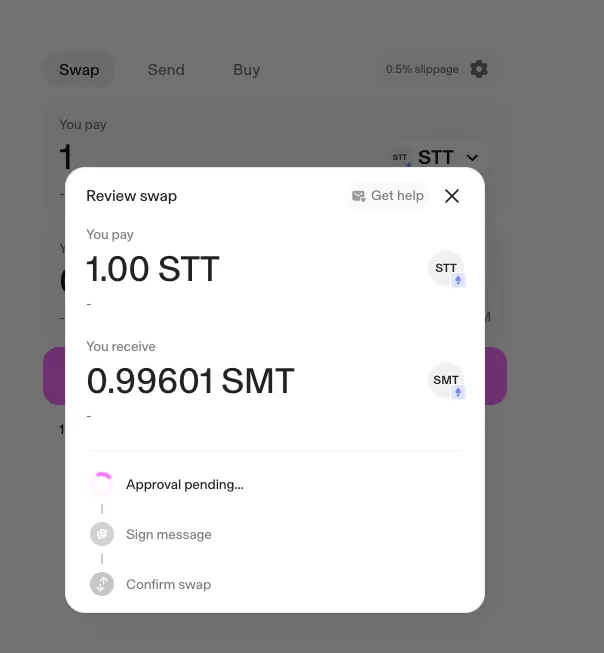 Swap Send Buy 0.5% slippage
You pay
1 STT STT
Review swap Get help
You pay
1.00 STT STT
-
You receive
0.99601 SMT SMT
-
Approval pending...
Sign message
Confirm swap